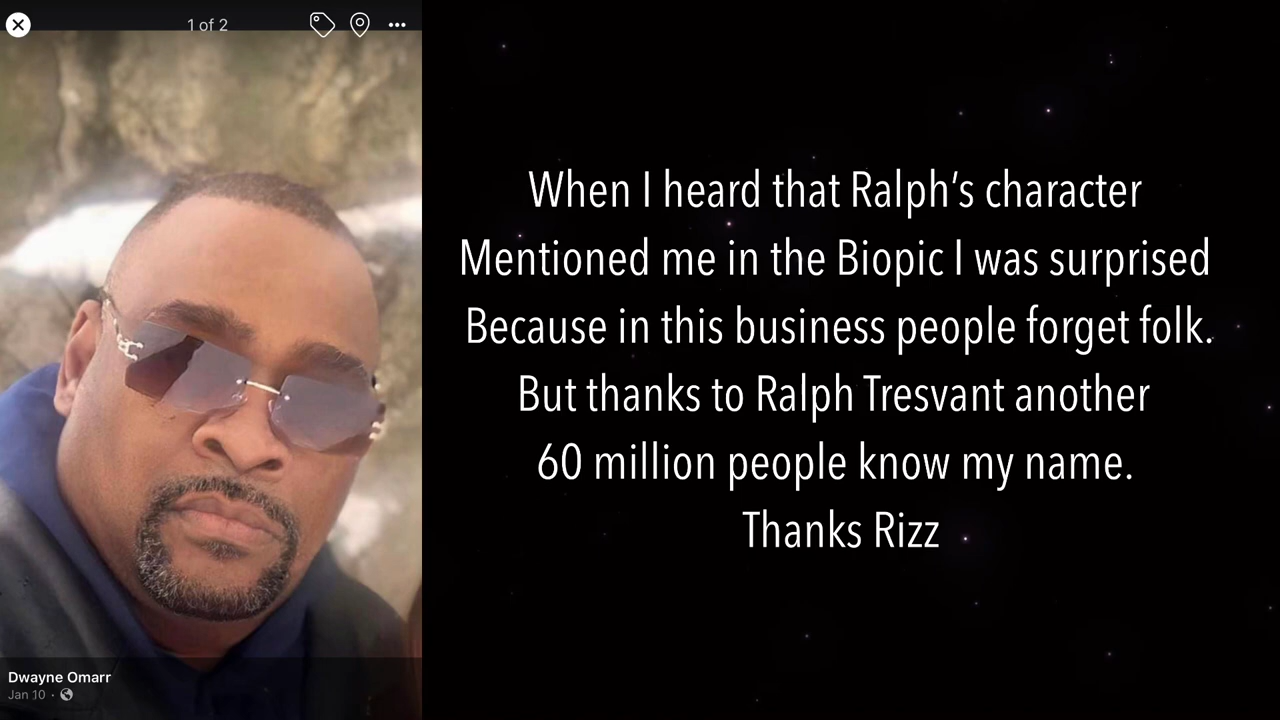 1 of 2
When I heard that Ralph’s character
Mentioned me in the Biopic I was surprised
Because in this business people forget folk.
But thanks to Ralph Tresvant another
60 million people know my name.
Thanks Rizz
Dwayne Omarr
Jan 10 ·